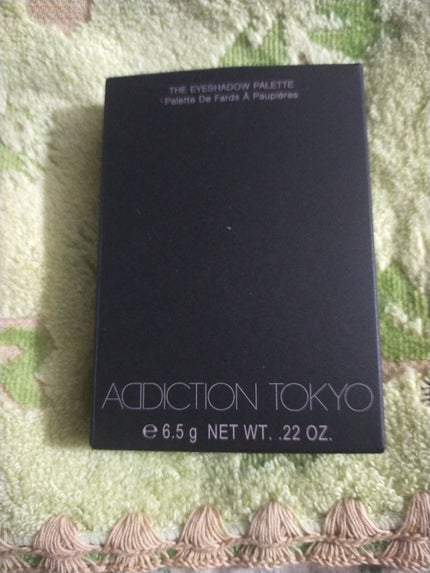 THE EYESHADOW PALETTE
Palette De Fards À Paupières
ADDICTION TOKYO
℮ 6.5 g NET WT. .22 OZ.